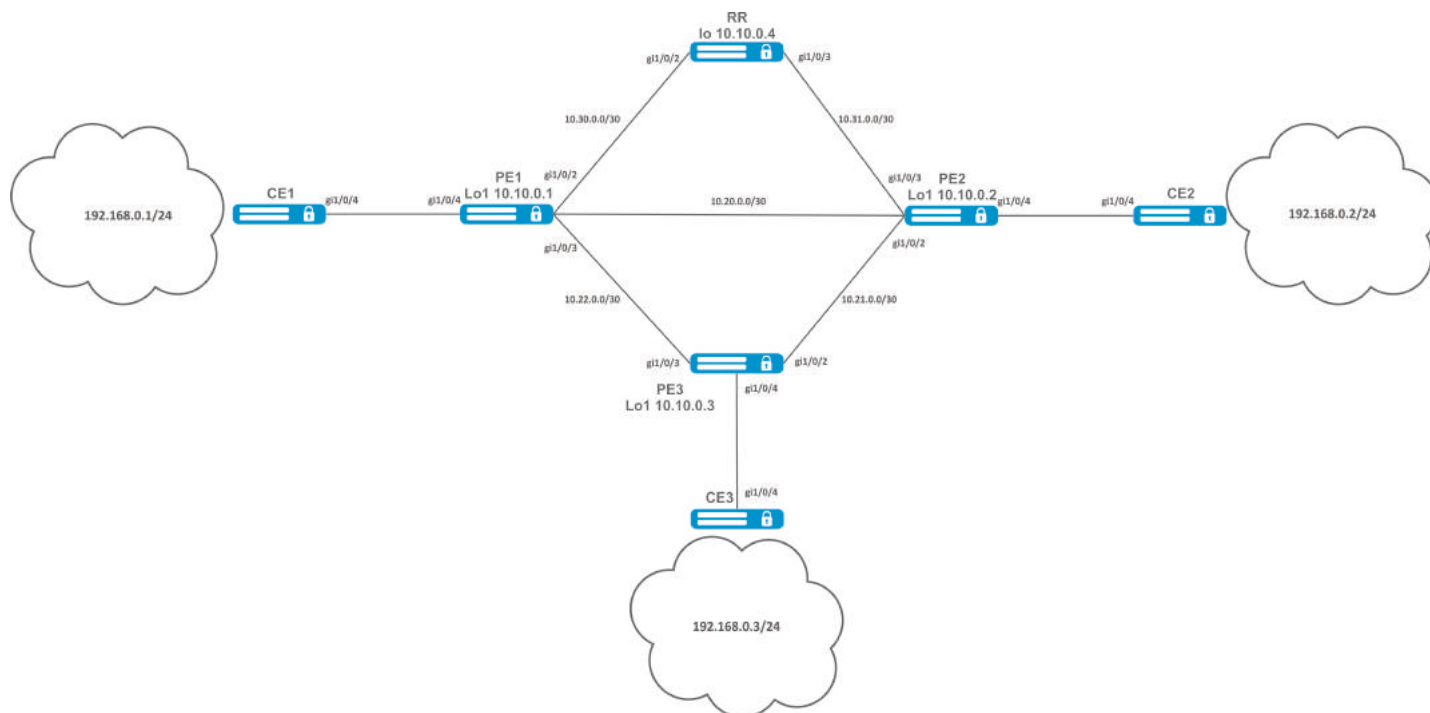 RR
lo 10.10.0.4
gi1/0/2
gi1/0/3
10.30.0.0/30
10.31.0.0/30
gi1/0/2
gi1/0/3
PE1
Lo1 10.10.0.1
PE2
Lo1 10.10.0.2
CE1
CE2
gi1/0/4
gi1/0/4
10.20.0.0/30
gi1/0/4
gi1/0/4
192.168.0.1/24
192.168.0.2/24
gi1/0/3
gi1/0/2
10.22.0.0/30
10.21.0.0/30
gi1/0/3
gi1/0/2
PE3
Lo1 10.10.0.3
gi1/0/4
CE3
gi1/0/4
192.168.0.3/24